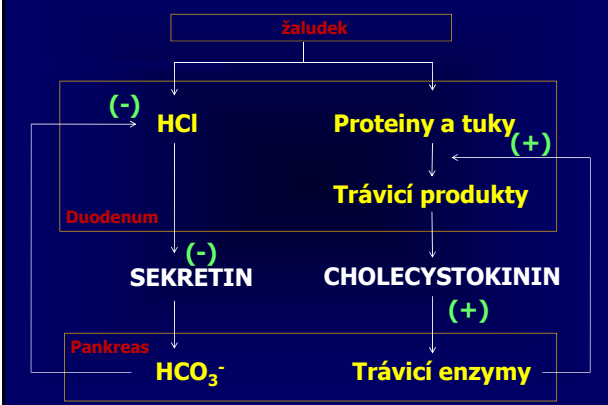 žaludek
(-)
HCl
Proteiny a tuky
(+)
Trávicí produkty
Duodenum
(-)
SEKRETIN
CHOLECYSTOKININ
(+)
Pankreas
HCO₃⁻
Trávicí enzymy